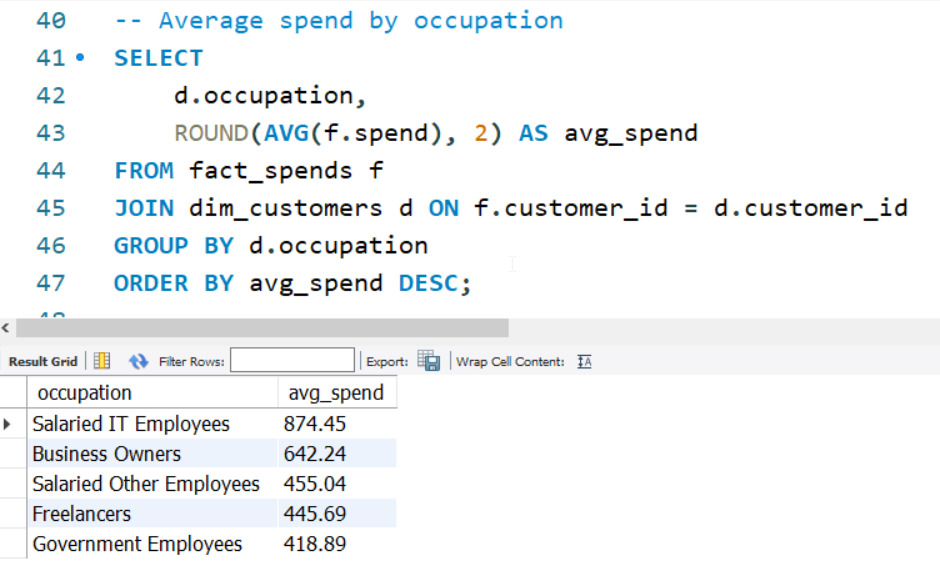 40 -- Average spend by occupation
41 SELECT
42 d.occupation,
43 ROUND(AVG(f.spend), 2) AS avg_spend
44 FROM fact_spends f
45 JOIN dim_customers d ON f.customer_id = d.customer_id
46 GROUP BY d.occupation
47 ORDER BY avg_spend DESC;
Result Grid Filter Rows: Export: Wrap Cell Content: IA
occupation avg_spend
Salaried IT Employees 874.45
Business Owners 642.24
Salaried Other Employees 455.04
Freelancers 445.69
Government Employees 418.89